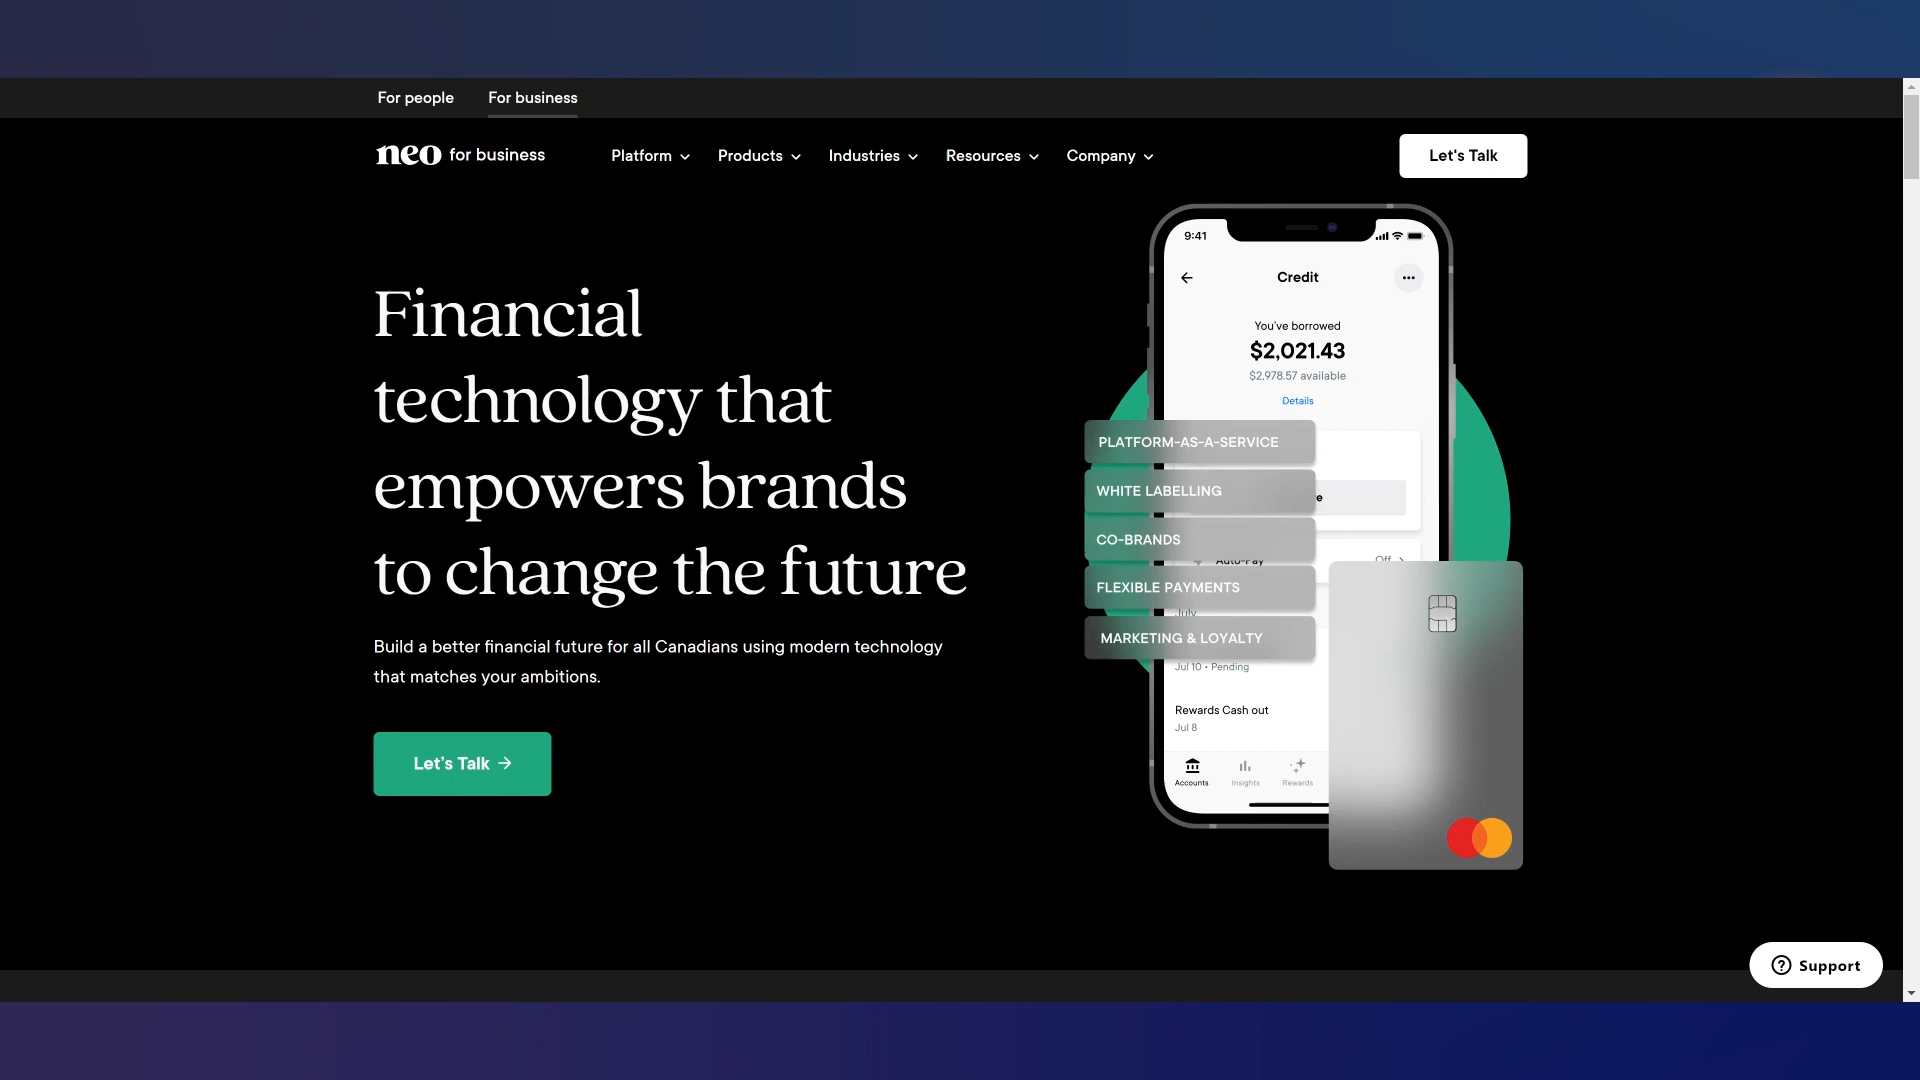 For people For business
neo for business Platform Products Industries Resources Company Let's Talk
Financial
technology that
empowers brands
to change the future
Build a better financial future for all Canadians using modern technology
that matches your ambitions.
Let's Talk →
9:41
Credit
You've borrowed
$2,021.43
$2,978.57 available
Details
PLATFORM-AS-A-SERVICE
WHITE LABELLING
CO-BRANDS
Auto-Pay Off
FLEXIBLE PAYMENTS
July
MARKETING & LOYALTY
Jul 10 • Pending
Rewards Cash out
Jul 8
Accounts Insights Rewards
Support